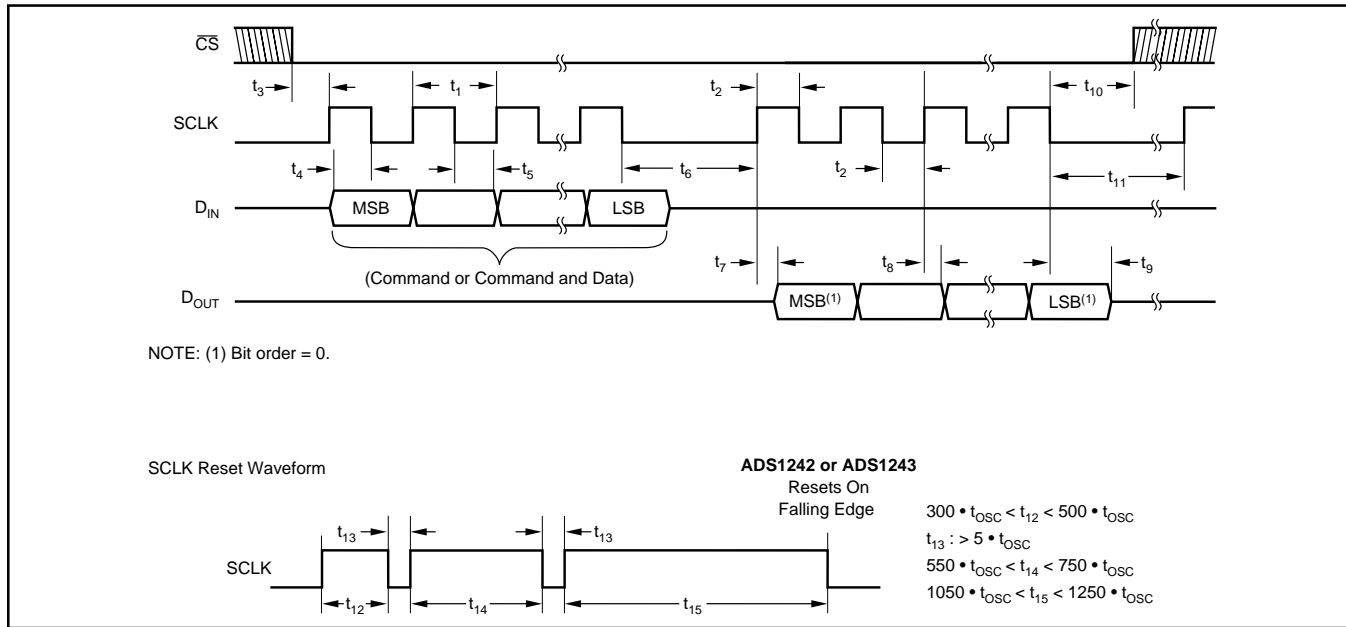 CS
t3 t1 t2 t10
SCLK
t4 t5 t6 t2 t11
DIN MSB LSB
(Command or Command and Data)
t7 t8 t9
DOUT MSB(1) LSB(1)
NOTE: (1) Bit order = 0.
SCLK Reset Waveform
ADS1242 or ADS1243
Resets On
Falling Edge
300 • tOSC < t12 < 500 • tOSC
t13 : > 5 • tOSC
550 • tOSC < t14 < 750 • tOSC
1050 • tOSC < t15 < 1250 • tOSC
t13 t13
SCLK
t12 t14 t15